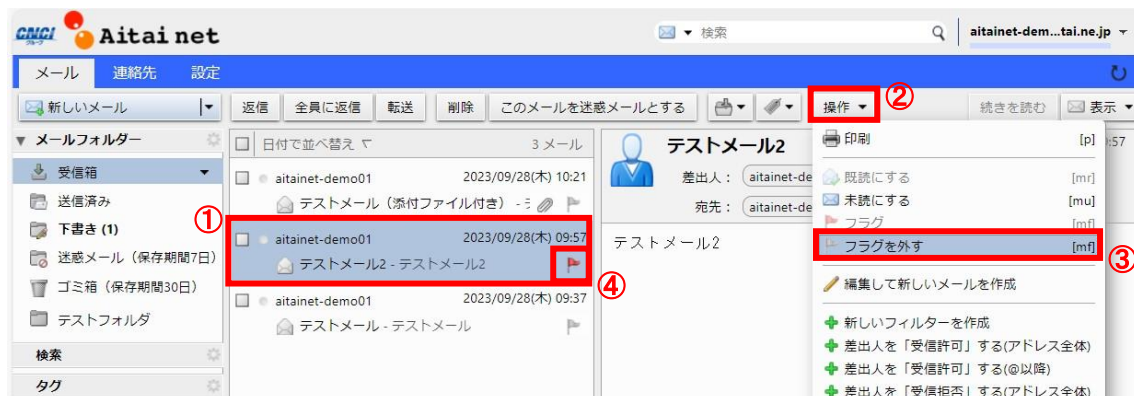 CNCI グループ Aitai net
検索
aitainet-dem...tai.ne.jp
メール 連絡先 設定
新しいメール
返信 全員に返信 転送 削除 このメールを迷惑メールとする 操作 ② 続きを読む 表示
メールフォルダー
受信箱
送信済み
下書き (1)
迷惑メール（保存期間7日）
ゴミ箱（保存期間30日）
テストフォルダ
検索
タグ
日付で並べ替え 3 メール
aitainet-demo01 2023/09/28(木) 10:21
テストメール（添付ファイル付き） -
①
aitainet-demo01 2023/09/28(木) 09:57
テストメール2 - テストメール2
④
aitainet-demo01 2023/09/28(木) 09:37
テストメール - テストメール
テストメール2
:57
差出人： aitainet-de
宛先： aitainet-de
テストメール2
印刷 [p]
既読にする [mr]
未読にする [mu]
フラグ [mf]
フラグを外す [mf]
③
編集して新しいメールを作成
新しいフィルターを作成
差出人を「受信許可」する(アドレス全体)
差出人を「受信許可」する(@以降)
差出人を「受信拒否」する(アドレス全体)